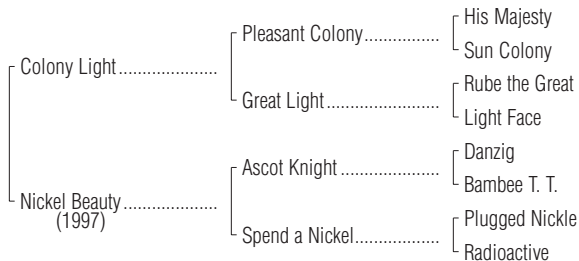 His Majesty
Pleasant Colony.................
Sun Colony
Colony Light.....................
Rube the Great
Great Light........................
Light Face
Danzig
Ascot Knight.....................
Bambee T. T.
Nickel Beauty....................
(1997)
Plugged Nickle
Spend a Nickel..................
Radioactive